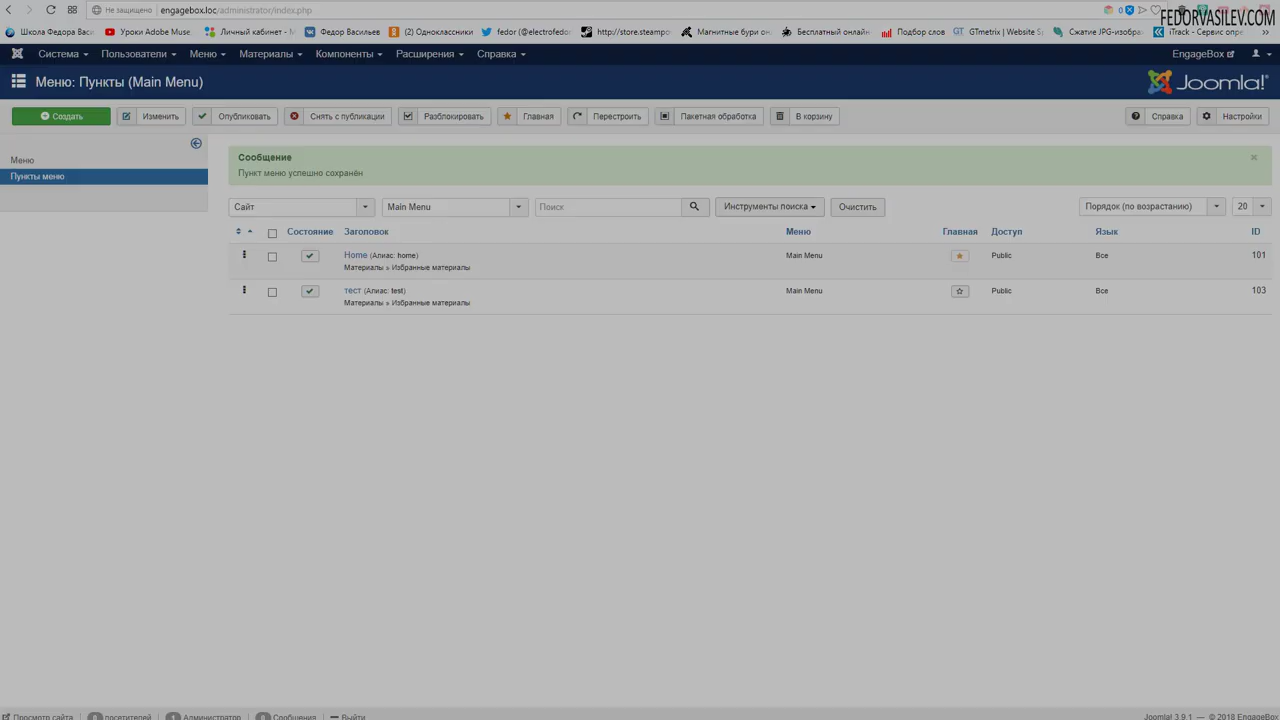 FEDORVASILEV.COM
engagebox.loc/administrator/index.php
Не защищено
Школа Федора Васи
Уроки Adobe Muse
Личный кабинет - М
Федор Васильев
(2) Одноклассники
fedor (@electrofedor
http://store.steampo
Магнитные бури он
Бесплатный онлайн
Подбор слов
GTmetrix | Website S
Сжатие JPG-изобра
iTrack - Сервис опре
Система Пользователи Меню Материалы Компоненты Расширения Справка EngageBox
Меню: Пункты (Main Menu) Joomla!
Создать Изменить Опубликовать Снять с публикации Разблокировать Главная Перестроить Пакетная обработка В корзину Справка Настройки
Меню
Пункты меню
Сообщение
Пункт меню успешно сохранён
Сайт Main Menu Поиск Инструменты поиска Очистить Порядок (по возрастанию) 20
Состояние Заголовок Меню Главная Доступ Язык ID
Home (Алиас: home) Main Menu Public Все 101
Материалы » Избранные материалы
тест (Алиас: test) Main Menu Public Все 103
Материалы » Избранные материалы
Просмотр сайта 0 посетителей 1 Администратор 0 Сообщения Выйти Joomla! 3.9.1 — © 2018 EngageBox